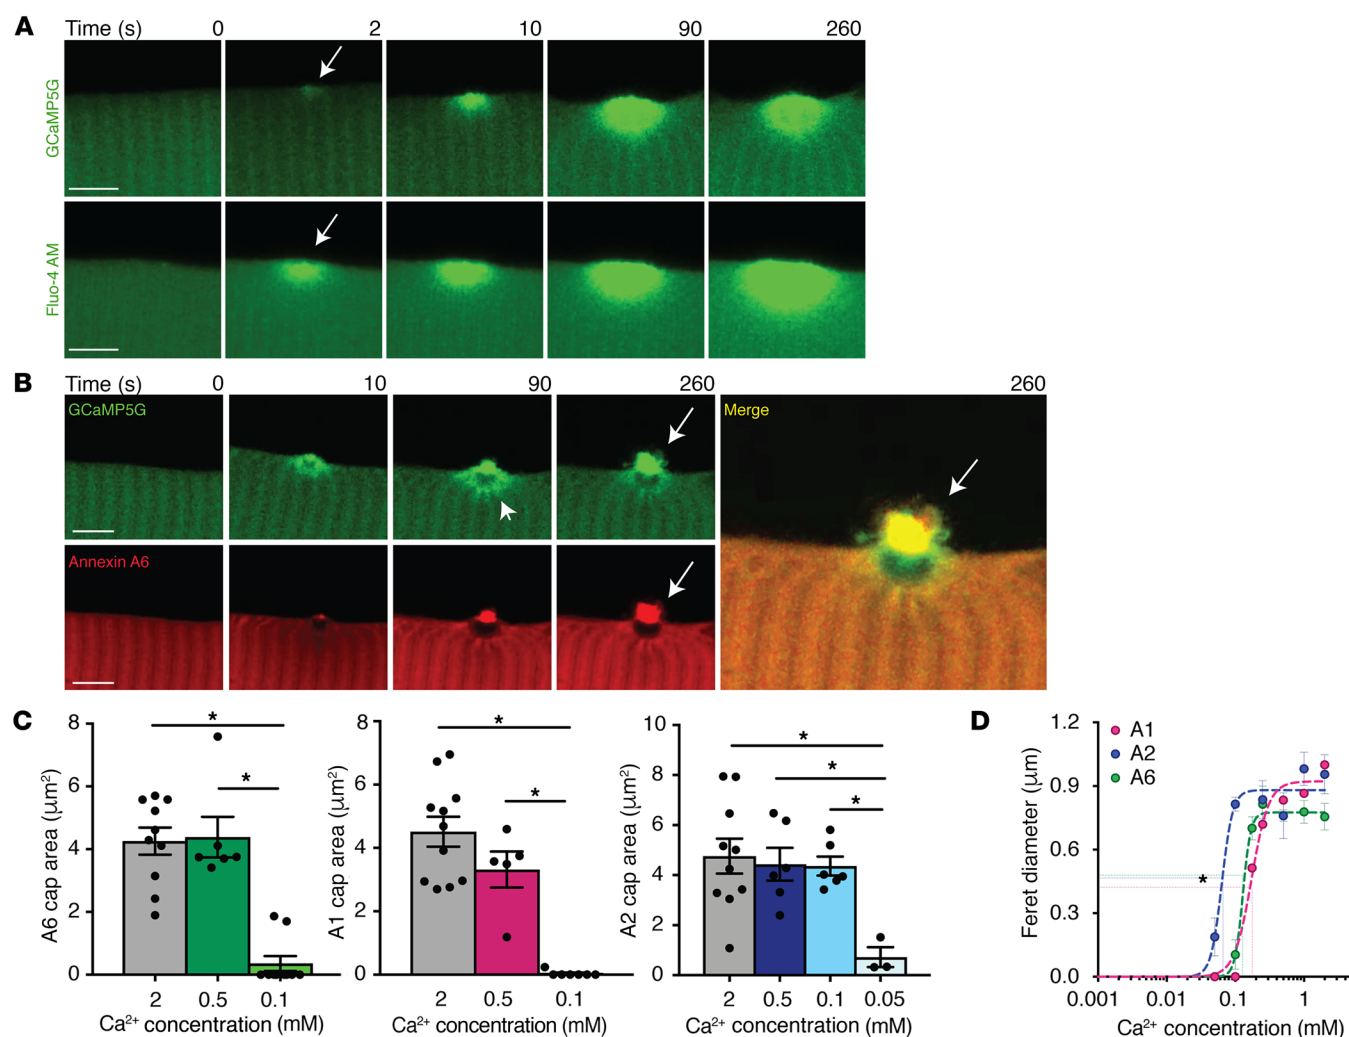 A
Time (s) 0 2 10 90 260
GCaMP5G
Fluo-4 AM
B
Time (s) 0 10 90 260 260
GCaMP5G
Merge
Annexin A6
C
A6 cap area (μm²)
8
6
4
2
0
* *
2 0.5 0.1
Ca²⁺ concentration (mM)
A1 cap area (μm²)
8
6
4
2
0
* *
2 0.5 0.1
Ca²⁺ concentration (mM)
A2 cap area (μm²)
10
8
6
4
2
0
* * *
2 0.5 0.1 0.05
Ca²⁺ concentration (mM)
D
A1
A2
A6
Feret diameter (μm)
1.2
0.9
0.6
0.3
0.0
*
0.001 0.01 0.1 1
Ca²⁺ concentration (mM)